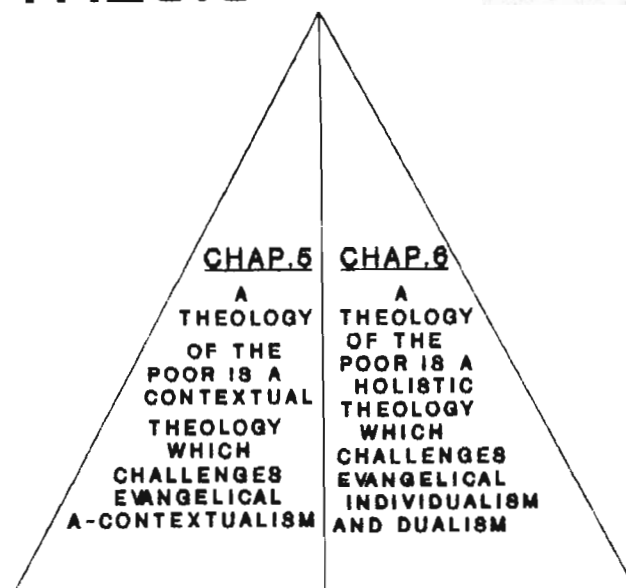 CHAP.5
A
THEOLOGY
OF THE
POOR IS A
CONTEXTUAL
THEOLOGY
WHICH
CHALLENGES
EVANGELICAL
A-CONTEXTUALISM
CHAP.6
A
THEOLOGY
OF THE
POOR IS A
HOLISTIC
THEOLOGY
WHICH
CHALLENGES
EVANGELICAL
INDIVIDUALISM
AND DUALISM